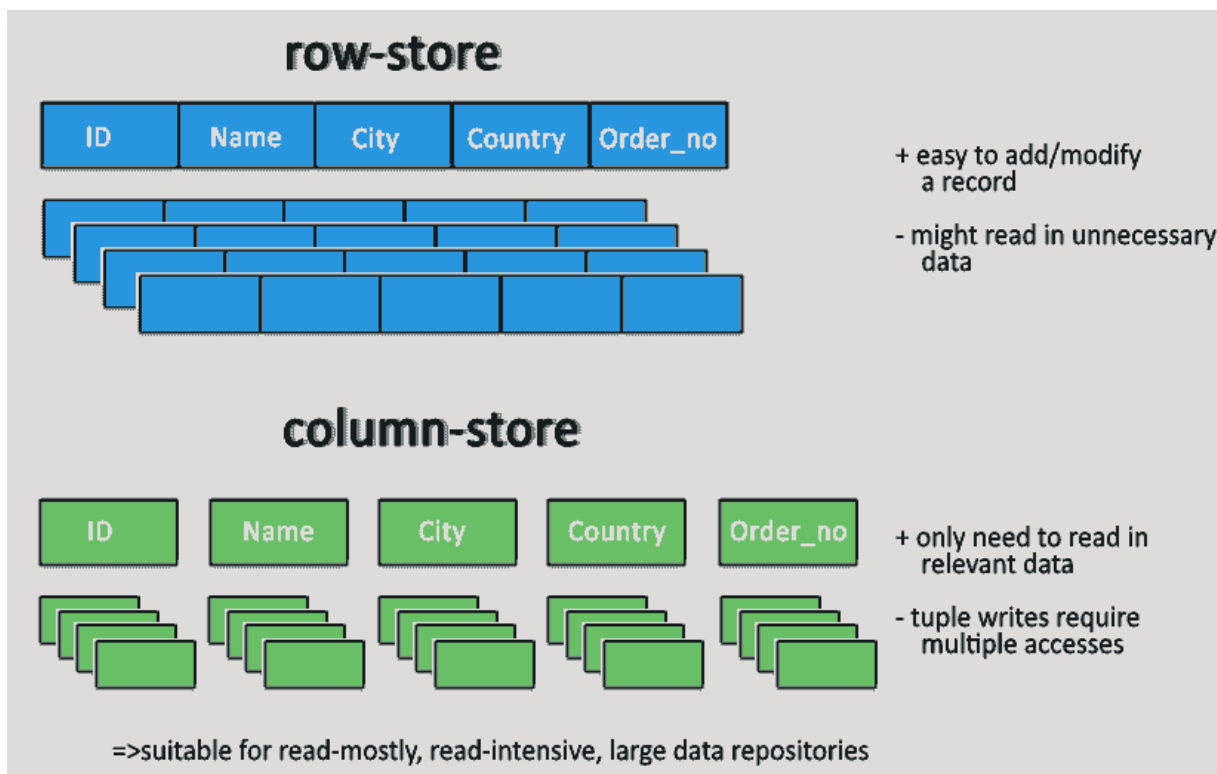 row-store
ID Name City Country Order_no
+ easy to add/modify
a record
- might read in unnecessary
data
column-store
ID Name City Country Order_no
+ only need to read in
relevant data
- tuple writes require
multiple accesses
=>suitable for read-mostly, read-intensive, large data repositories